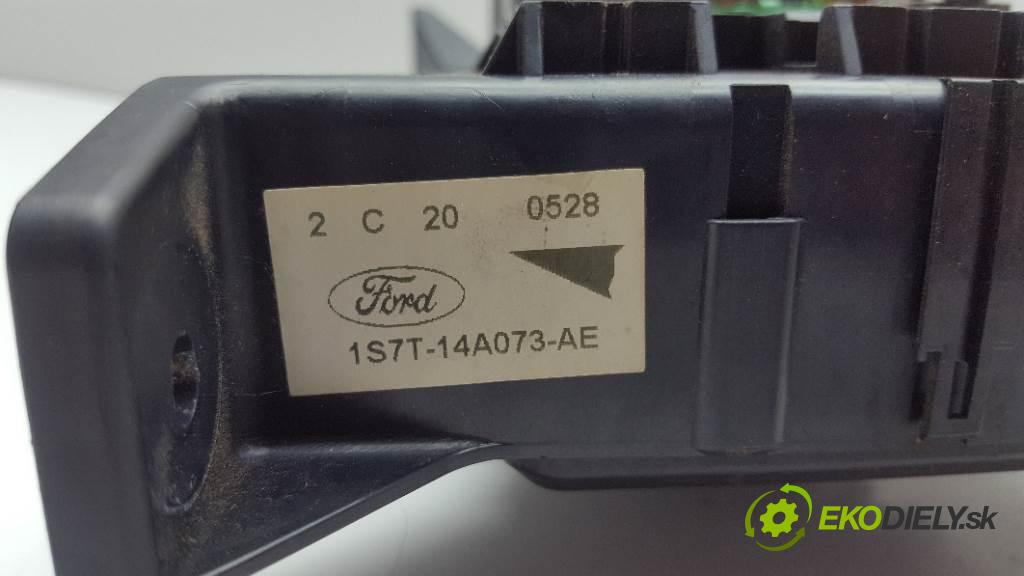 2 C 20 0528
Ford
1S7T-14A073-AE
EKODIELY.sk